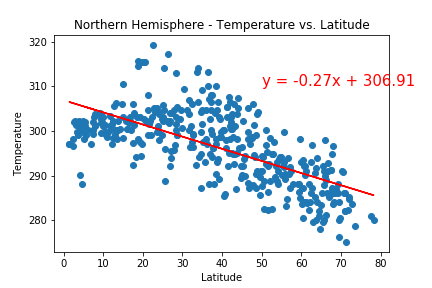 Northern Hemisphere - Temperature vs. Latitude
y = -0.27x + 306.91
Temperature
320
310
300
290
280
0 10 20 30 40 50 60 70 80
Latitude